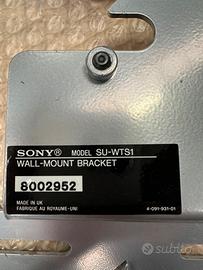 SONY® MODEL SU-WTS1
WALL-MOUNT BRACKET
8002952
MADE IN UK
FABRIQUE AU ROYAUME-UNI
4-091-931-01
subito